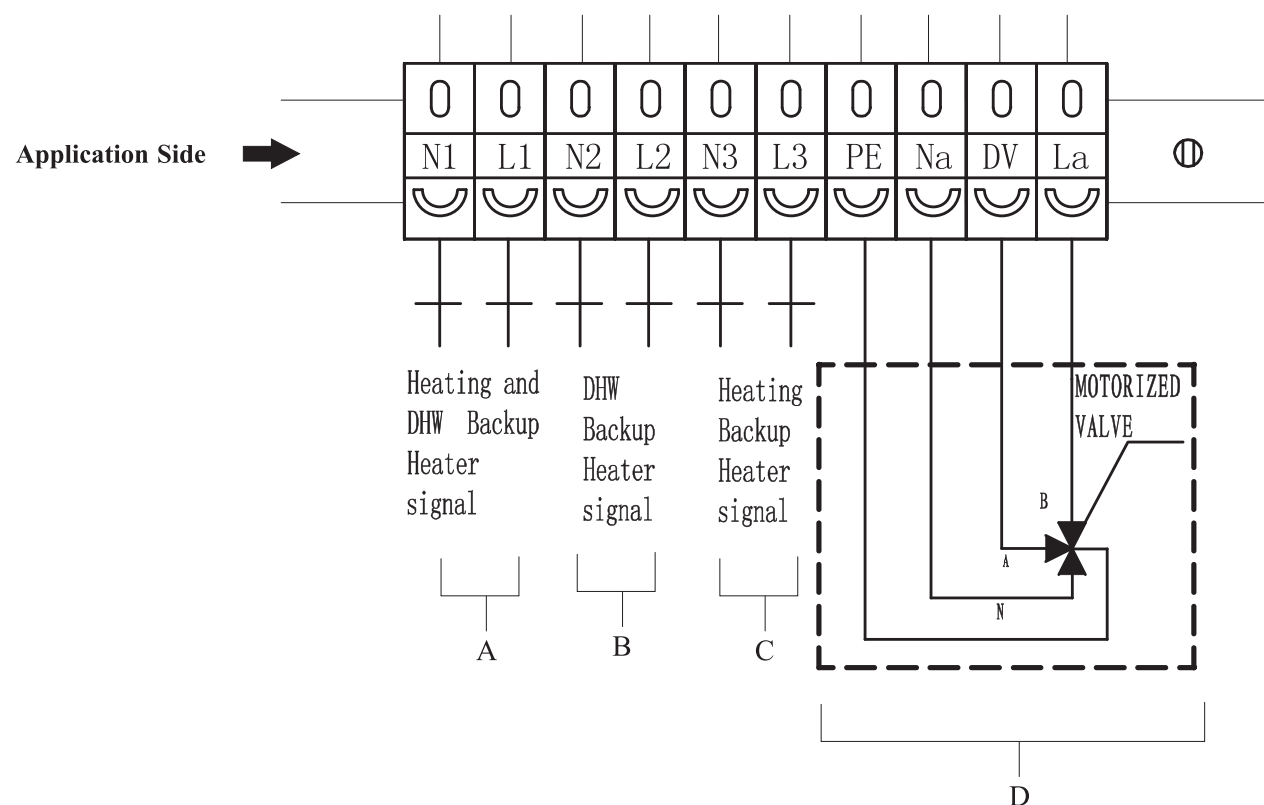 Application Side
N1 L1 N2 L2 N3 L3 PE Na DV La
Heating and
DHW Backup
Heater
signal
DHW
Backup
Heater
signal
Heating
Backup
Heater
signal
MOTORIZED
VALVE
B
A
N
A
B
C
D